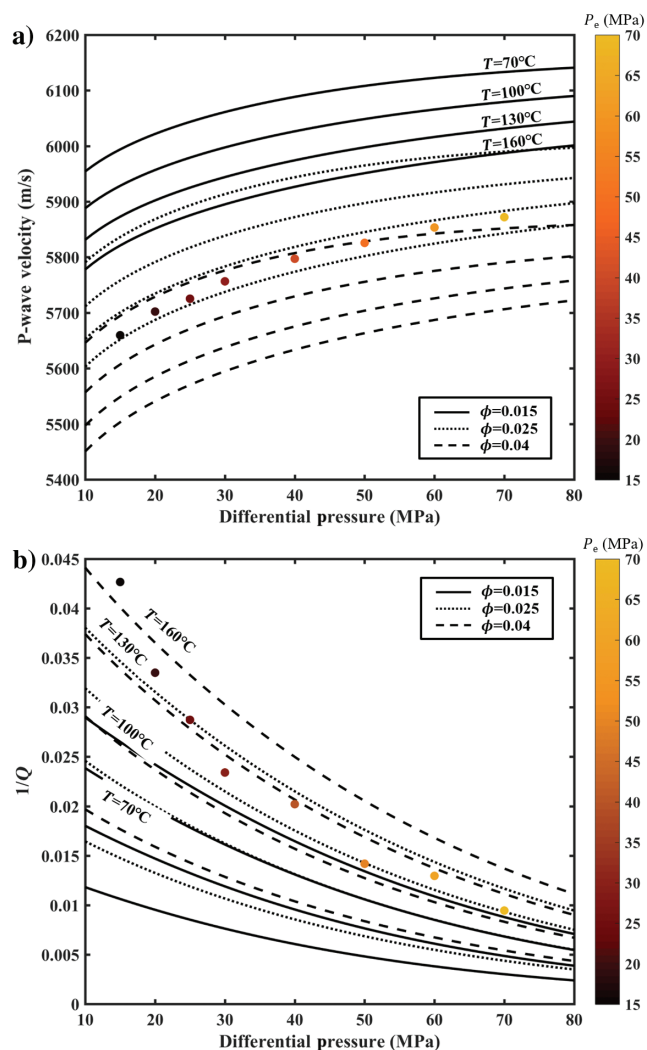 a)
P-wave velocity (m/s)
6200
6100
6000
5900
5800
5700
5600
5500
5400
T=70°C
T=100°C
T=130°C
T=160°C
ϕ=0.015
ϕ=0.025
ϕ=0.04
10 20 30 40 50 60 70 80
Differential pressure (MPa)
Pe (MPa)
70
65
60
55
50
45
40
35
30
25
20
15
b)
1/Q
0.045
0.04
0.035
0.03
0.025
0.02
0.015
0.01
0.005
0
T=160°C
T=130°C
T=100°C
T=70°C
ϕ=0.015
ϕ=0.025
ϕ=0.04
10 20 30 40 50 60 70 80
Differential pressure (MPa)
Pe (MPa)
70
65
60
55
50
45
40
35
30
25
20
15